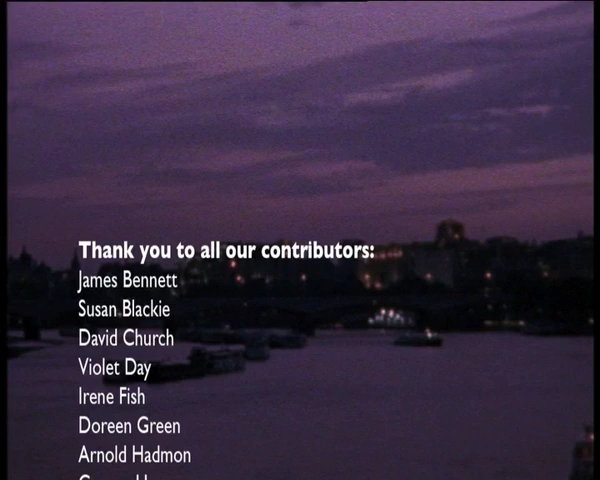 Thank you to all our contributors:
James Bennett
Susan Blackie
David Church
Violet Day
Irene Fish
Doreen Green
Arnold Hadmon